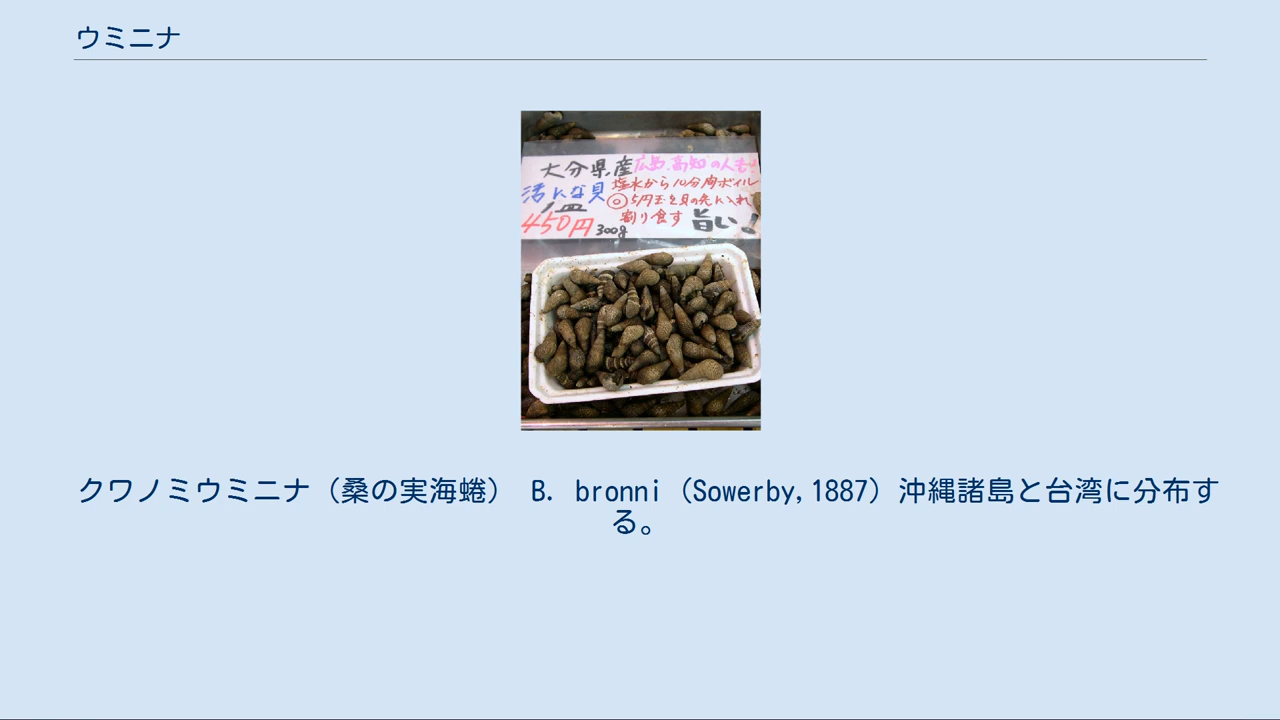 ウミニナ
大分県産 広島.高知の人も!
活にな貝 塩水から10分内ボイル
1皿 ◎5円玉を貝の先に入れ
450円 300g 割り食す 旨い!
クワノミウミニナ（桑の実海蜷） B. bronni（Sowerby,1887）沖縄諸島と台湾に分布す
る。